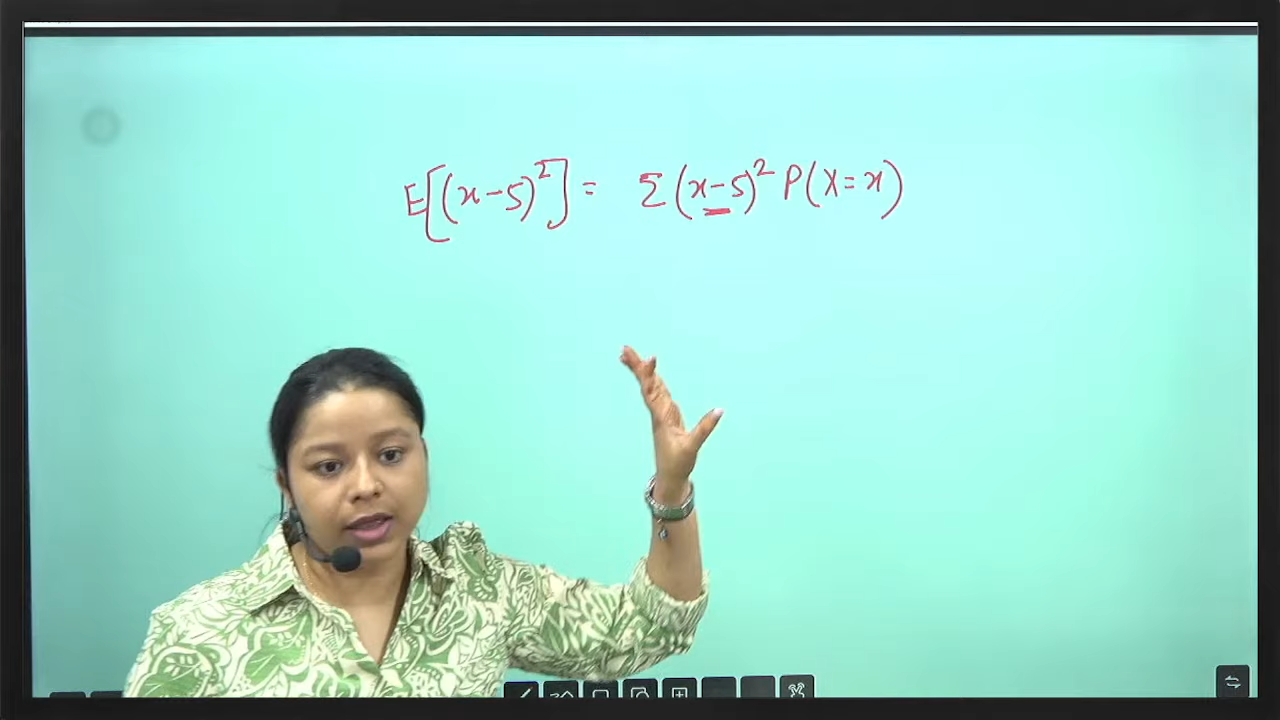 E[(x-5)²] = Σ(x-5)² P(X=x)